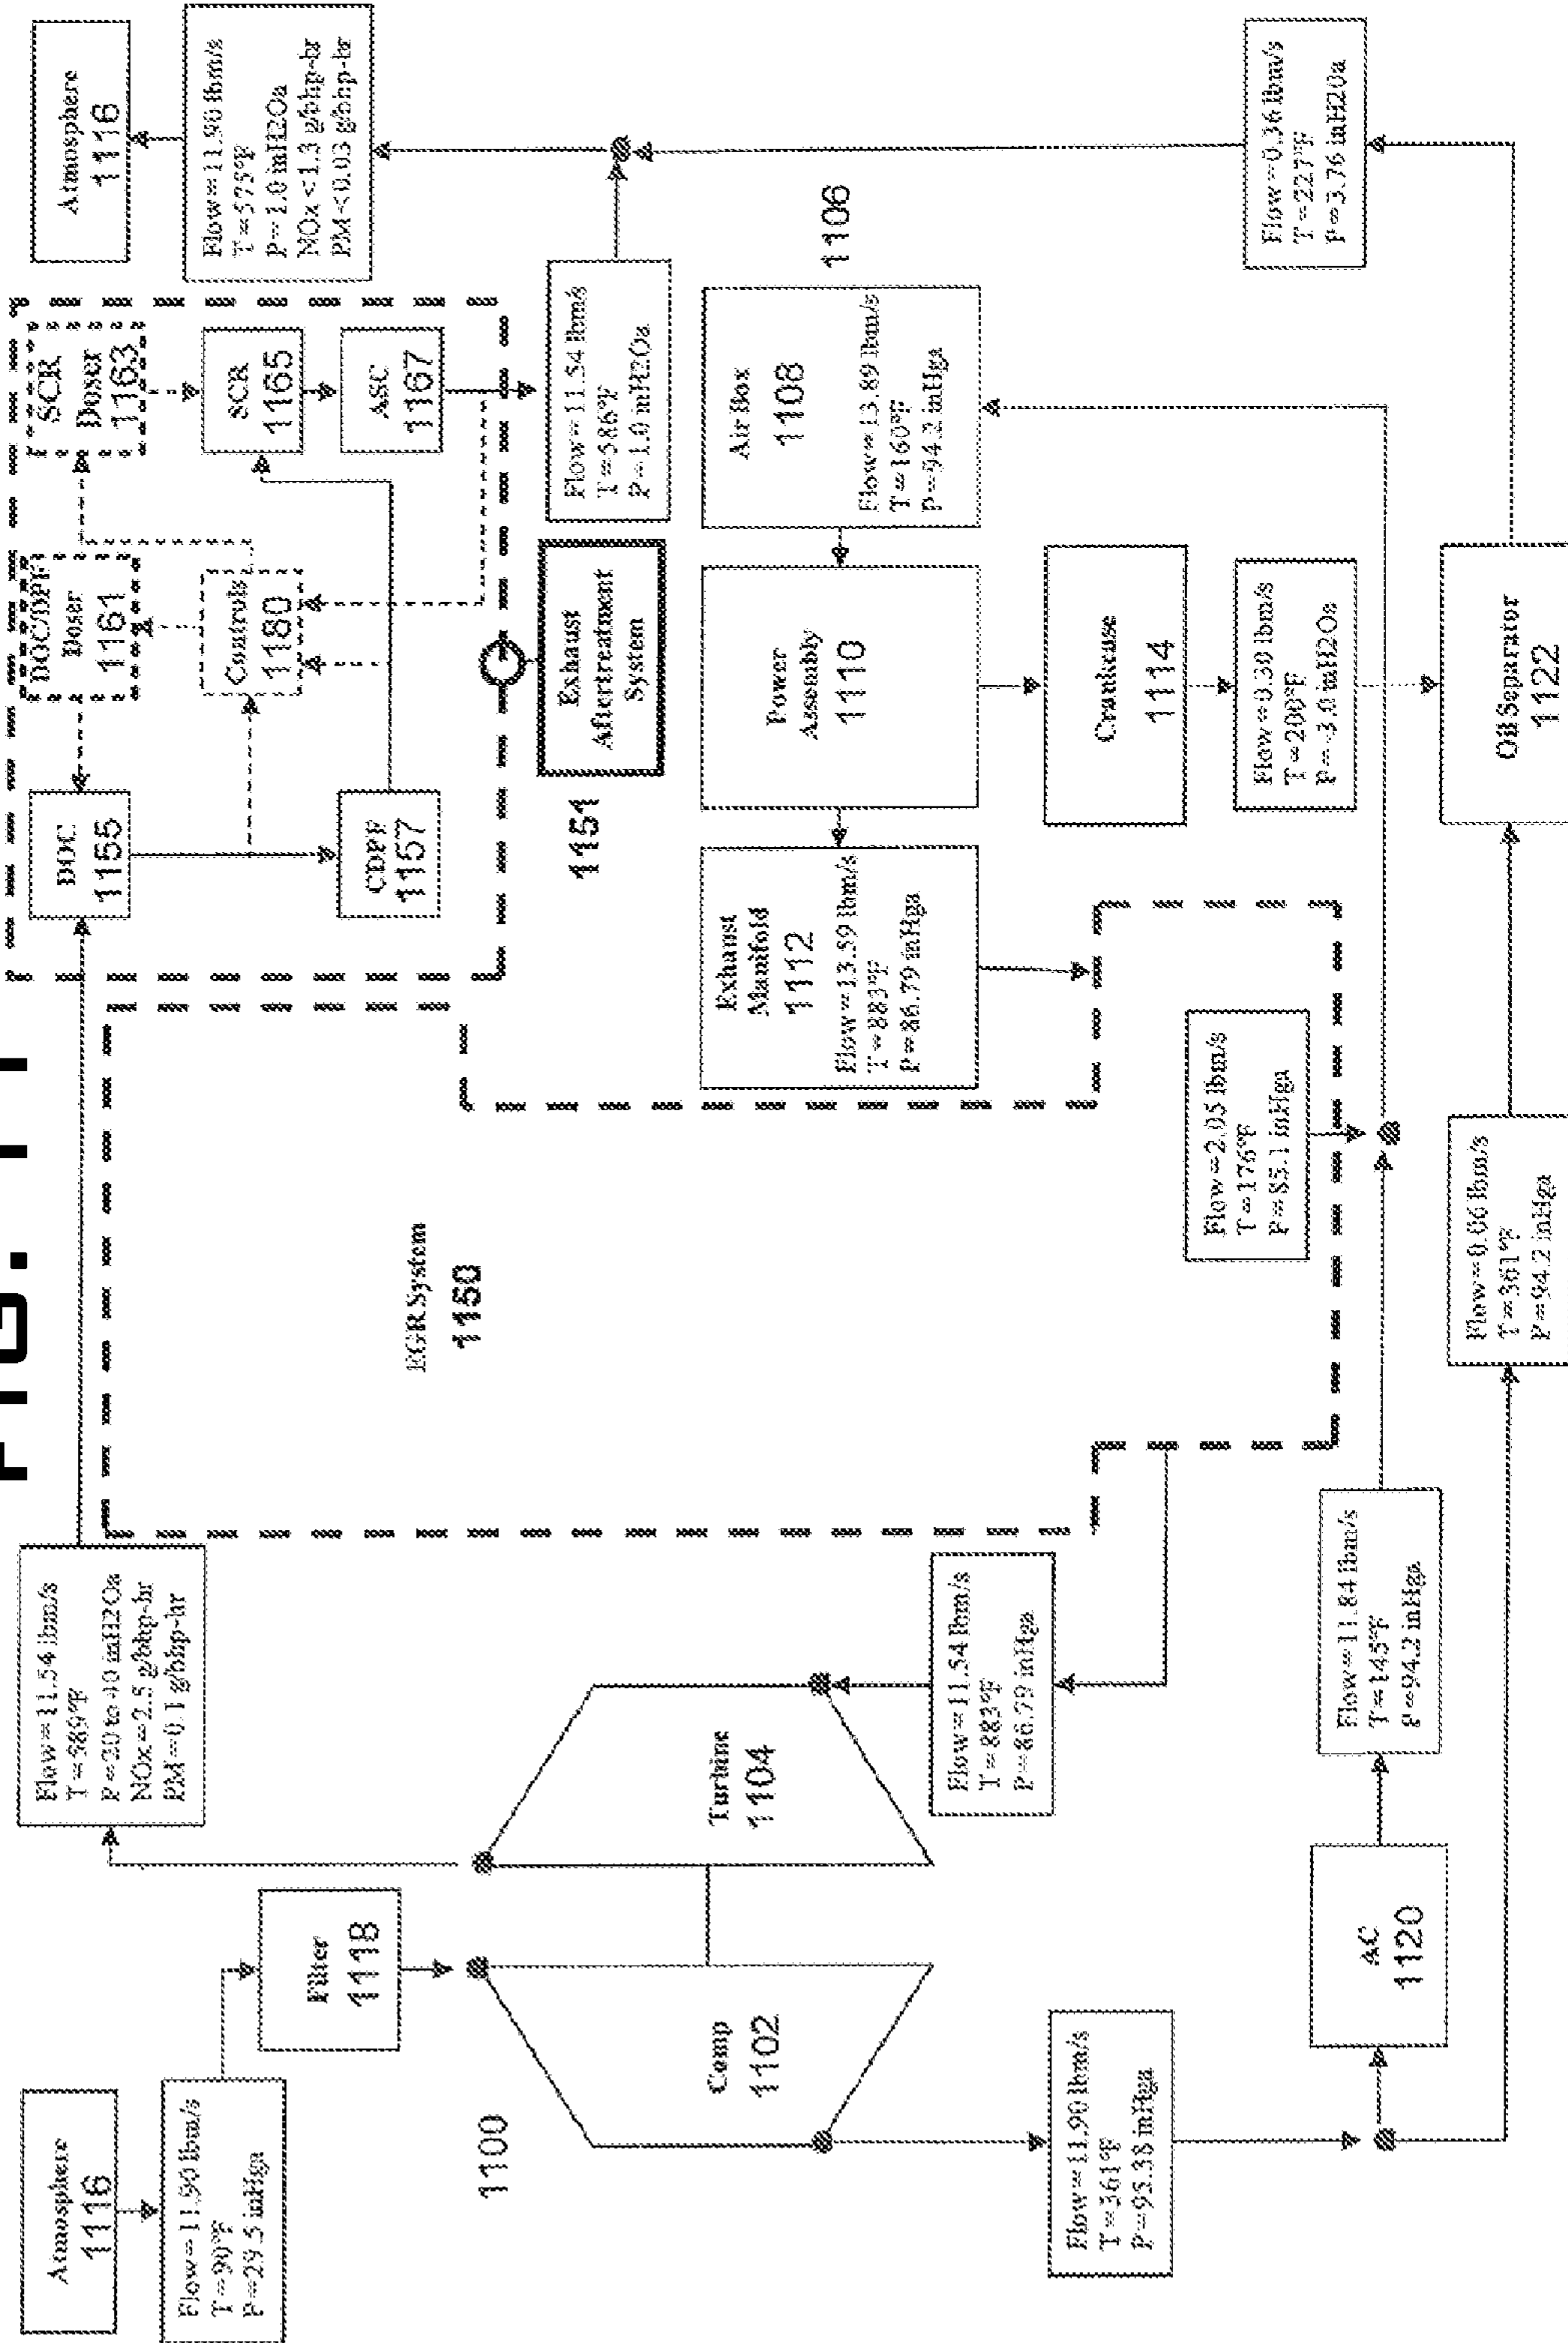 FIG. 11
Atmosphere
1116
Flow=11.90 lbm/s
T=90°F
P=29.5 inHga
Filter
1118
1100
Comp
1102
Turbine
1104
Flow=11.90 lbm/s
T=361°F
P=95.38 inHga
AC
1120
Flow=11.84 lbm/s
T=145°F
P=94.2 inHga
Flow=11.54 lbm/s
T=883°F
P=86.79 inHga
Flow=11.54 lbm/s
T=589°F
P=20 to 40 inH2Oa
NOx=2.5 g/bhp-hr
PM=0.1 g/bhp-hr
EGR System
1150
Flow=2.05 lbm/s
T=176°F
P=85.1 inHga
Flow=0.06 lbm/s
T=361°F
P=94.2 inHga
DOC
1155
CDPF
1157
DOC/DPF
Doser
1161
Controls
1180
SCR
Doser
1163
SCR
1165
ASC
1167
1151
Exhaust
Aftertreatment
System
Exhaust
Manifold
1112
Flow=13.59 lbm/s
T=883°F
P=86.79 inHga
Power
Assembly
1110
Air Box
1108
Flow=13.89 lbm/s
T=160°F
P=94.2 inHga
1106
Crankcase
1114
Flow=0.30 lbm/s
T=200°F
P=-3.0 inH2Oa
Oil Separator
1122
Flow=0.36 lbm/s
T=227°F
P=3.76 inH20a
Flow=11.54 lbm/s
T=586°F
P=1.0 inH2Oa
Flow=11.90 lbm/s
T=575°F
P=1.0 inH2Oa
NOx<1.3 g/bhp-hr
PM<0.03 g/bhp-hr
Atmosphere
1116